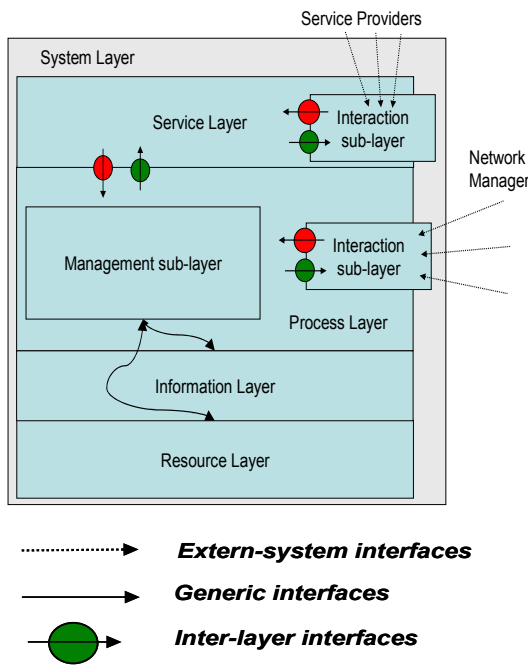 Service Providers
System Layer
Service Layer
Interaction
sub-layer
Network
Manager
Management sub-layer
Interaction
sub-layer
Process Layer
Information Layer
Resource Layer
Extern-system interfaces
Generic interfaces
Inter-layer interfaces